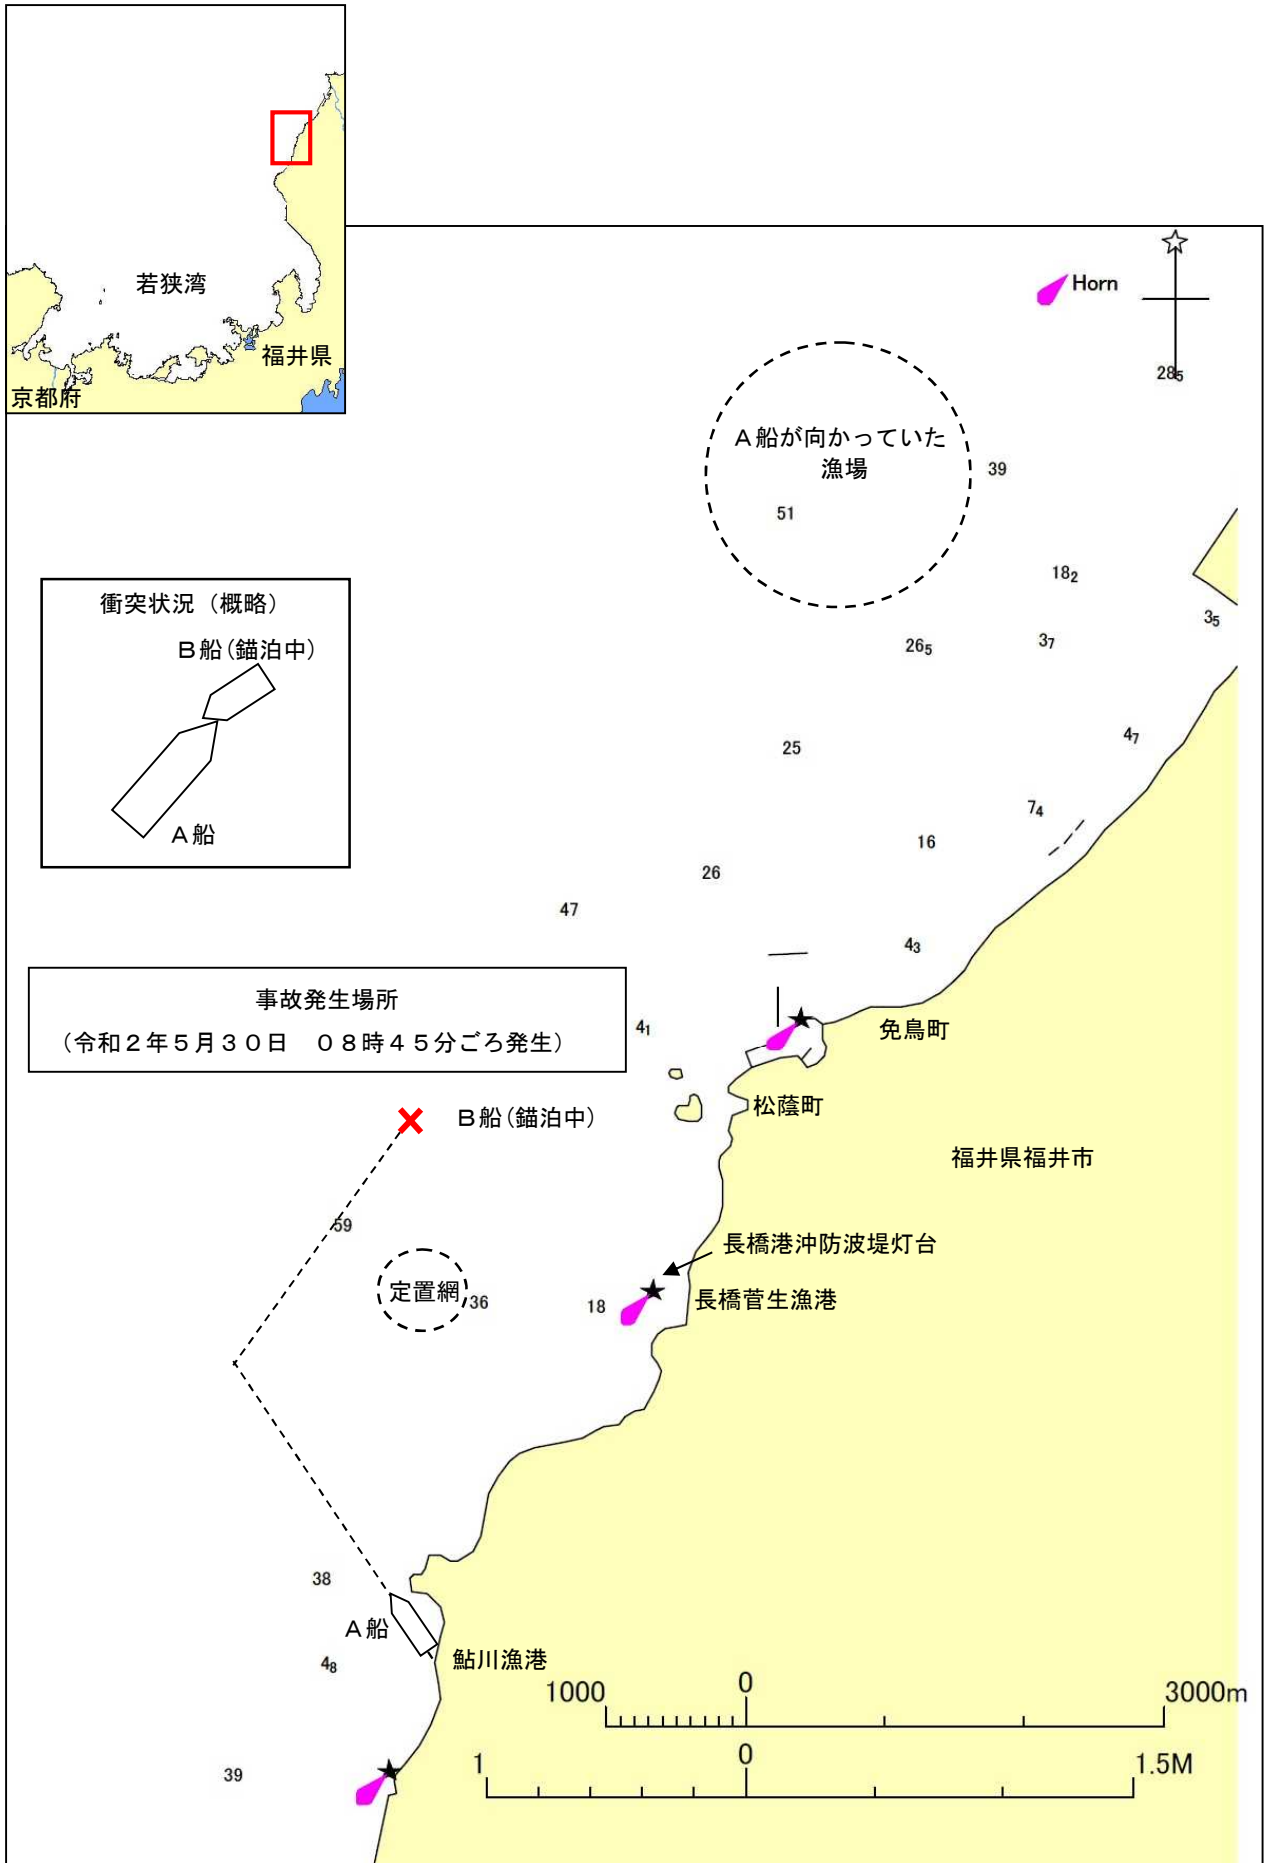 若狭湾
福井県
京都府
Horn
28₅
A船が向かっていた
漁場
39
51
18₂
3₅
3₇
26₅
衝突状況（概略）
B船(錨泊中)
A船
25
4₇
7₄
16
26
47
4₃
事故発生場所
（令和２年５月３０日　０８時４５分ごろ発生）
4₁
免鳥町
松蔭町
B船(錨泊中)
福井県福井市
59
長橋港沖防波堤灯台
定置網
36
18
長橋菅生漁港
38
A船
鮎川漁港
4₈
1000
0
3000m
1
0
1.5M
39